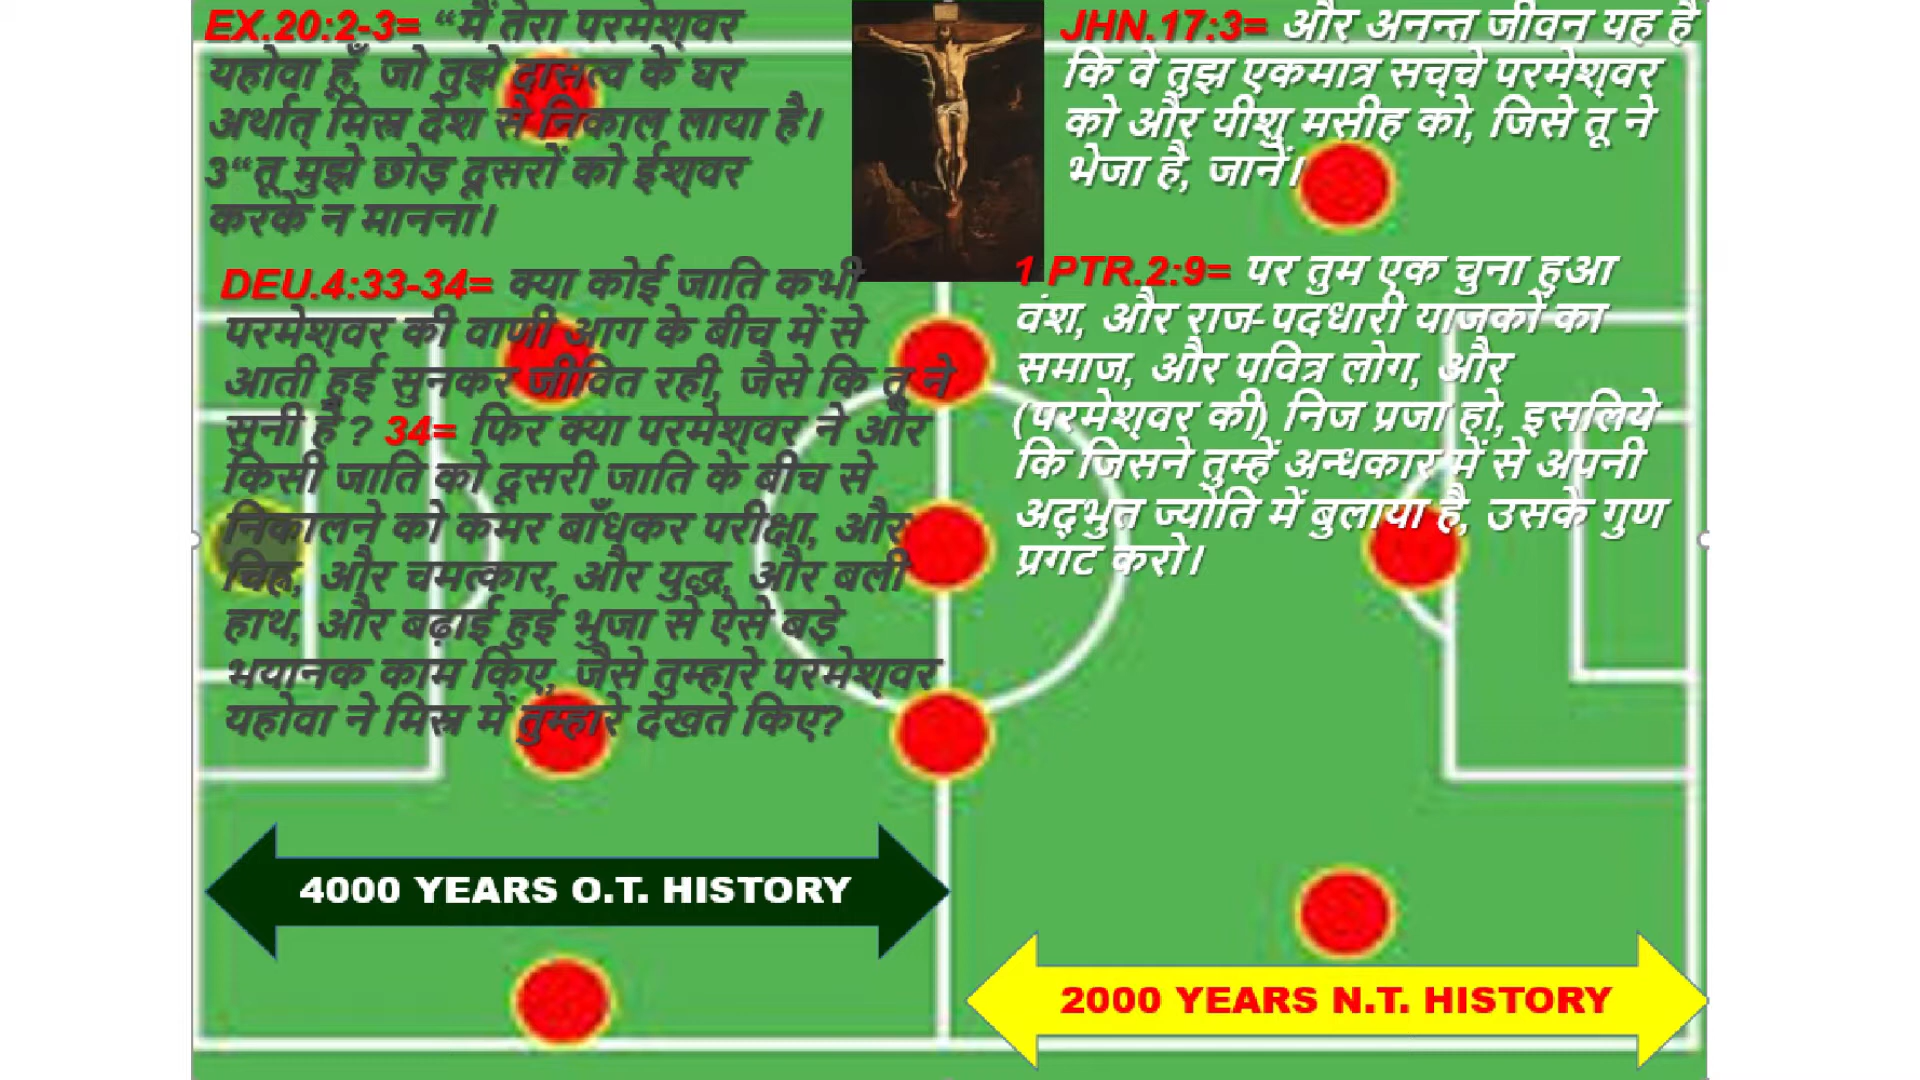 EX.20:2-3= “मैं तेरा परमेश्‍वर
यहोवा हूँ, जो तुझे दासत्व के घर
अर्थात् मिस्र देश से निकाल लाया है।
3“तू मुझे छोड़ दूसरों को ईश्‍वर
करके न मानना।
DEU.4:33-34= क्या कोई जाति कभी
परमेश्‍वर की वाणी आग के बीच में से
आती हुई सुनकर जीवित रही, जैसे कि तू ने
सुनी है? 34= फिर क्या परमेश्‍वर ने और
किसी जाति को दूसरी जाति के बीच से
निकालने को कमर बाँधकर परीक्षा, और
चिह्न, और चमत्कार, और युद्ध, और बली
हाथ, और बढ़ाई हुई भुजा से ऐसे बड़े
भयानक काम किए, जैसे तुम्हारे परमेश्‍वर
यहोवा ने मिस्र में तुम्हारे देखते किए?
JHN.17:3= और अनन्त जीवन यह है
कि वे तुझ एकमात्र सच्‍चे परमेश्‍वर
को और यीशु मसीह को, जिसे तू ने
भेजा है, जानें।
1 PTR.2:9= पर तुम एक चुना हुआ
वंश, और राज-पदधारी याजकों का
समाज, और पवित्र लोग, और
(परमेश्‍वर की) निज प्रजा हो, इसलिये
कि जिसने तुम्हें अन्धकार में से अपनी
अद्भुत ज्योति में बुलाया है, उसके गुण
प्रगट करो।
4000 YEARS O.T. HISTORY
2000 YEARS N.T. HISTORY